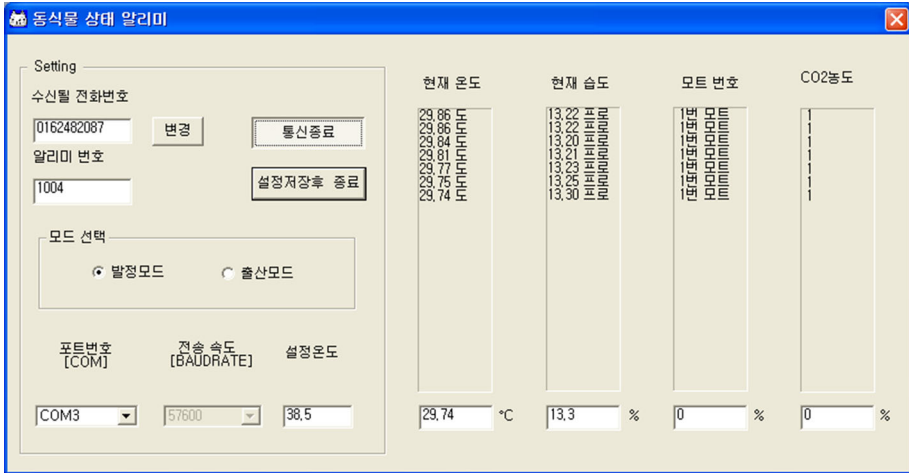 동식물 상태 알리미
Setting
수신될 전화번호
0162482087
변경
통신종료
알리미 번호
1004
설정저장후 종료
모드 선택
발정모드
출산모드
포트번호
[COM]
전송 속도
[BAUDRATE]
설정온도
COM3
57600
38,5
현재 온도
29,86 도
29,86 도
29,84 도
29,81 도
29,77 도
29,75 도
29,74 도
29,74 °C
현재 습도
13,22 프로
13,22 프로
13,20 프로
13,21 프로
13,23 프로
13,25 프로
13,30 프로
13,3 %
모트 번호
1번 모트
1번 모트
1번 모트
1번 모트
1번 모트
1번 모트
1번 모트
0 %
CO2농도
1
1
1
1
1
1
1
0 %